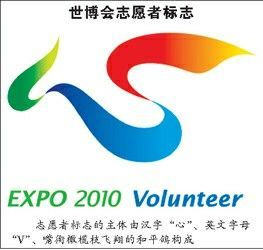 世博会志愿者标志
EXPO 2010 Volunteer
志愿者标志的主体由汉字“心”、英文字母
“V”、嘴衔橄榄枝飞翔的和平鸽构成